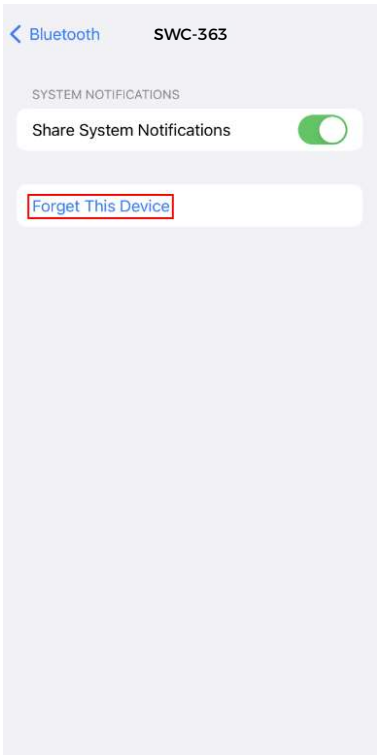 Bluetooth SWC-363
SYSTEM NOTIFICATIONS
Share System Notifications
Forget This Device